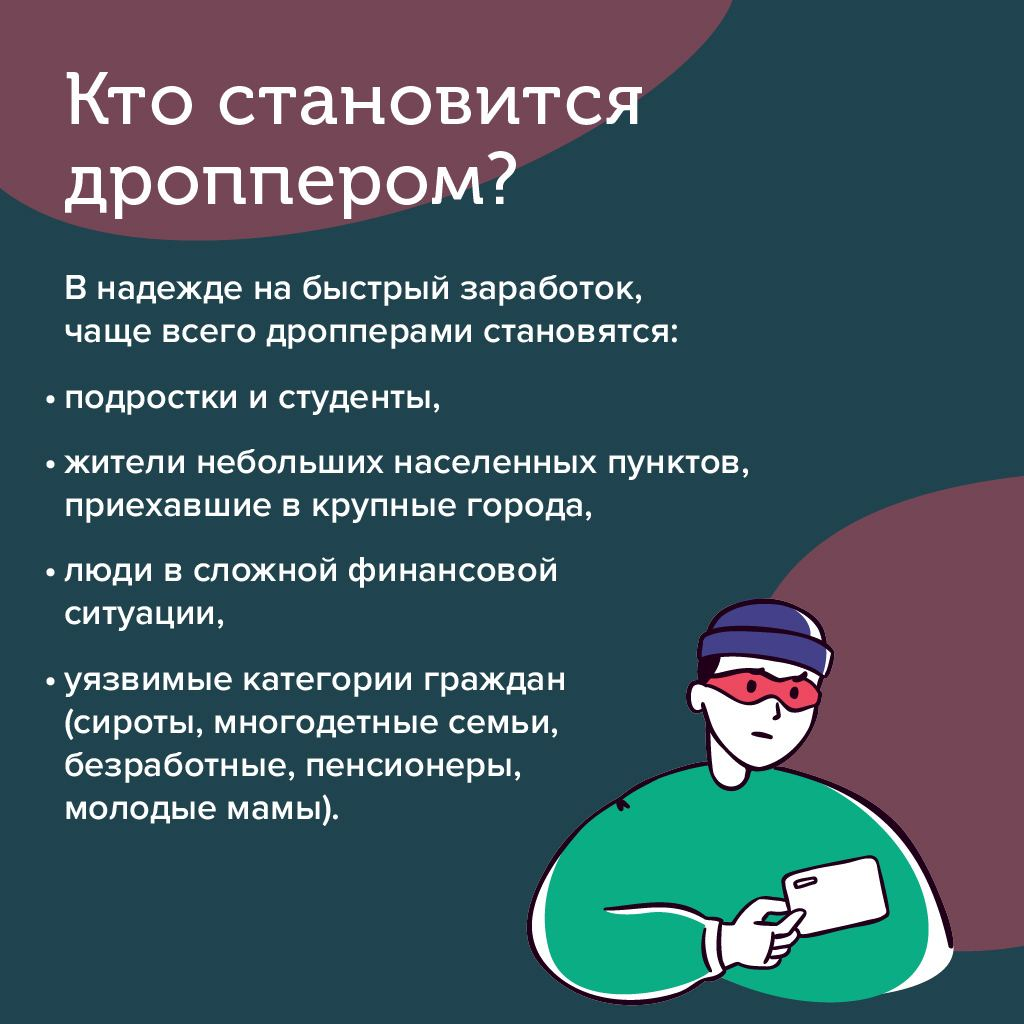 Кто становится
дроппером?
В надежде на быстрый заработок,
чаще всего дропперами становятся:
• подростки и студенты,
• жители небольших населенных пунктов,
приехавшие в крупные города,
• люди в сложной финансовой
ситуации,
• уязвимые категории граждан
(сироты, многодетные семьи,
безработные, пенсионеры,
молодые мамы).